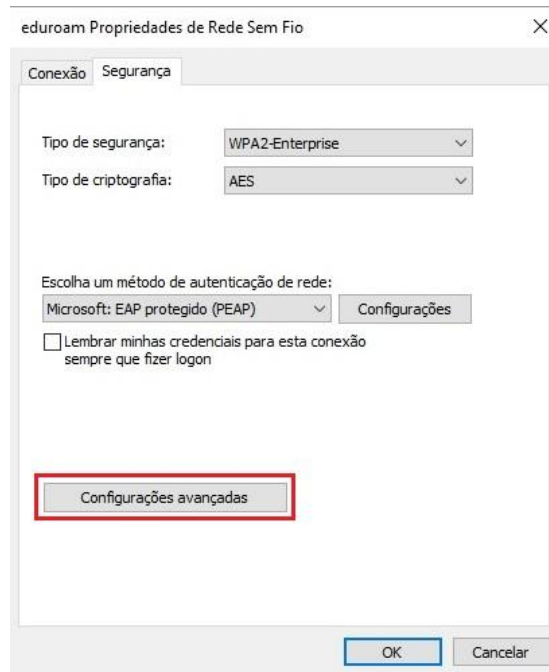 eduroam Propriedades de Rede Sem Fio
Conexão Segurança
Tipo de segurança: WPA2-Enterprise
Tipo de criptografia: AES
Escolha um método de autenticação de rede:
Microsoft: EAP protegido (PEAP) Configurações
Lembrar minhas credenciais para esta conexão
sempre que fizer logon
Configurações avançadas
OK Cancelar